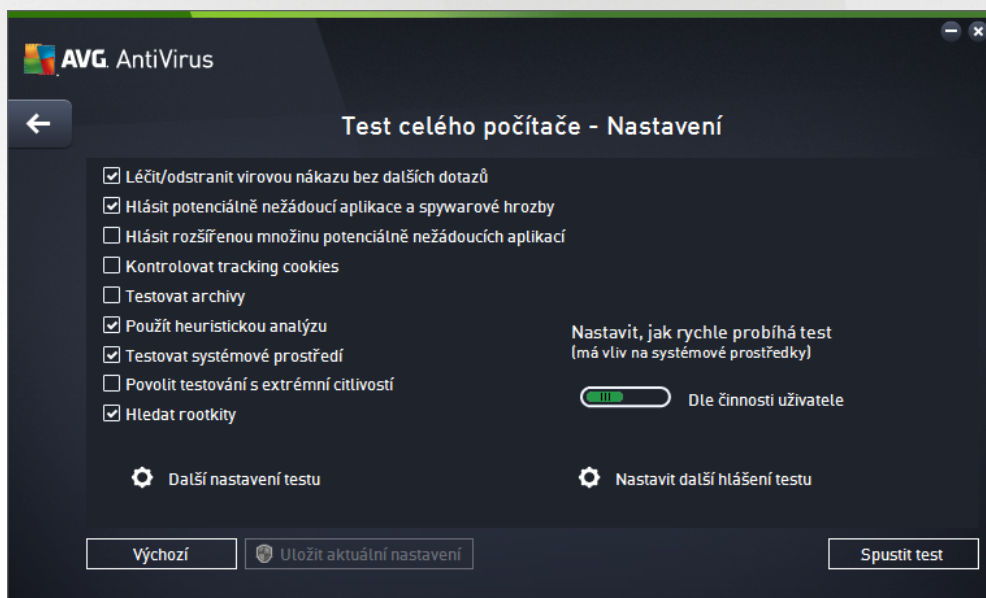 AVG. AntiVirus
Test celého počítače - Nastavení
Léčit/odstranit virovou nákazu bez dalších dotazů
Hlásit potenciálně nežádoucí aplikace a spywarové hrozby
Hlásit rozšířenou množinu potenciálně nežádoucích aplikací
Kontrolovat tracking cookies
Testovat archivy
Použít heuristickou analýzu
Testovat systémové prostředí
Povolit testování s extrémní citlivostí
Hledat rootkity
Nastavit, jak rychle probíhá test
(má vliv na systémové prostředky)
Dle činnosti uživatele
Další nastavení testu
Nastavit další hlášení testu
Výchozí
Uložit aktuální nastavení
Spustit test